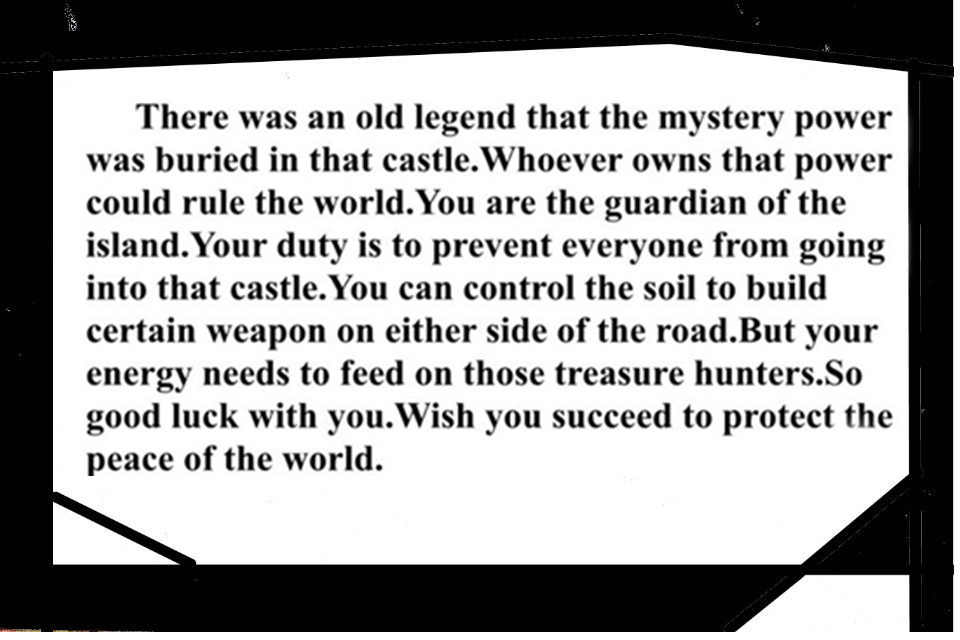 There was an old legend that the mystery power
was buried in that castle.Whoever owns that power
could rule the world.You are the guardian of the
island.Your duty is to prevent everyone from going
into that castle.You can control the soil to build
certain weapon on either side of the road.But your
energy needs to feed on those treasure hunters.So
good luck with you.Wish you succeed to protect the
peace of the world.